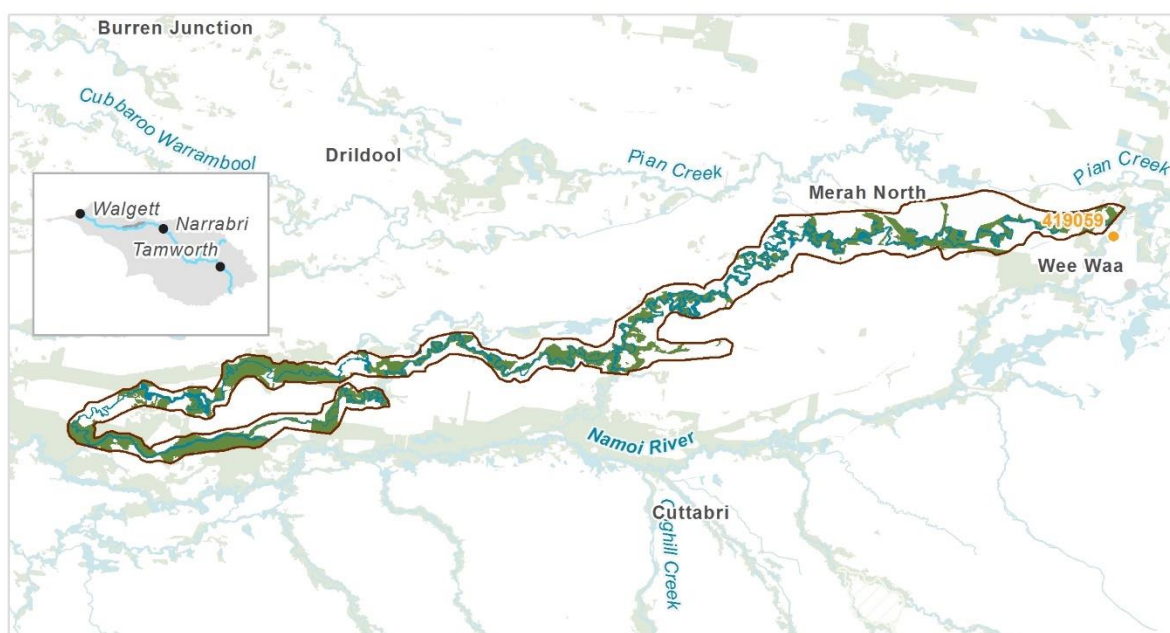 Burren Junction
Cubbaroo Warrambool
Drildool
Pian Creek
Pian Creek
Merah North
419059
Wee Waa
Walgett
Narrabri
Tamworth
Namoi River
Cuttabri
Coghill Creek